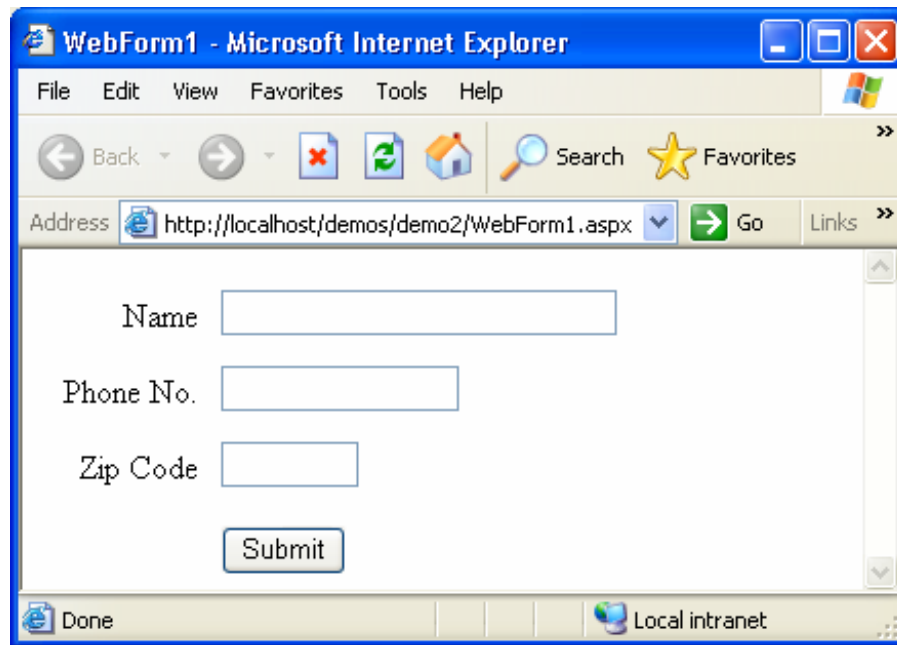 WebForm1 - Microsoft Internet Explorer
File Edit View Favorites Tools Help
Back Search Favorites »
Address http://localhost/demos/demo2/WebForm1.aspx Go Links »
Name
Phone No.
Zip Code
Submit
Done Local intranet